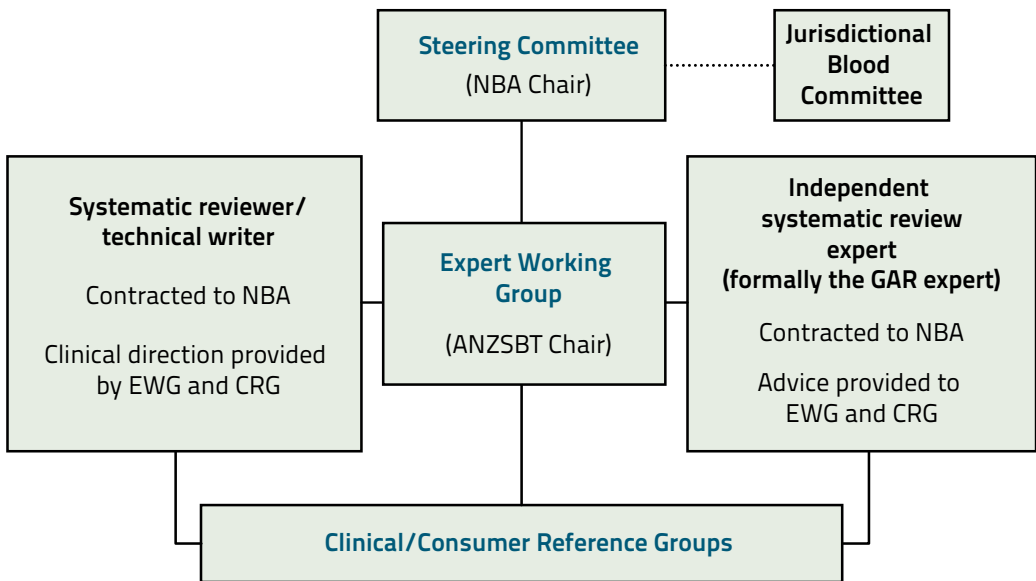 Steering Committee
(NBA Chair)
Jurisdictional
Blood
Committee
Systematic reviewer/
technical writer
Contracted to NBA
Clinical direction provided
by EWG and CRG
Expert Working
Group
(ANZSBT Chair)
Independent
systematic review
expert
(formally the GAR expert)
Contracted to NBA
Advice provided to
EWG and CRG
Clinical/Consumer Reference Groups